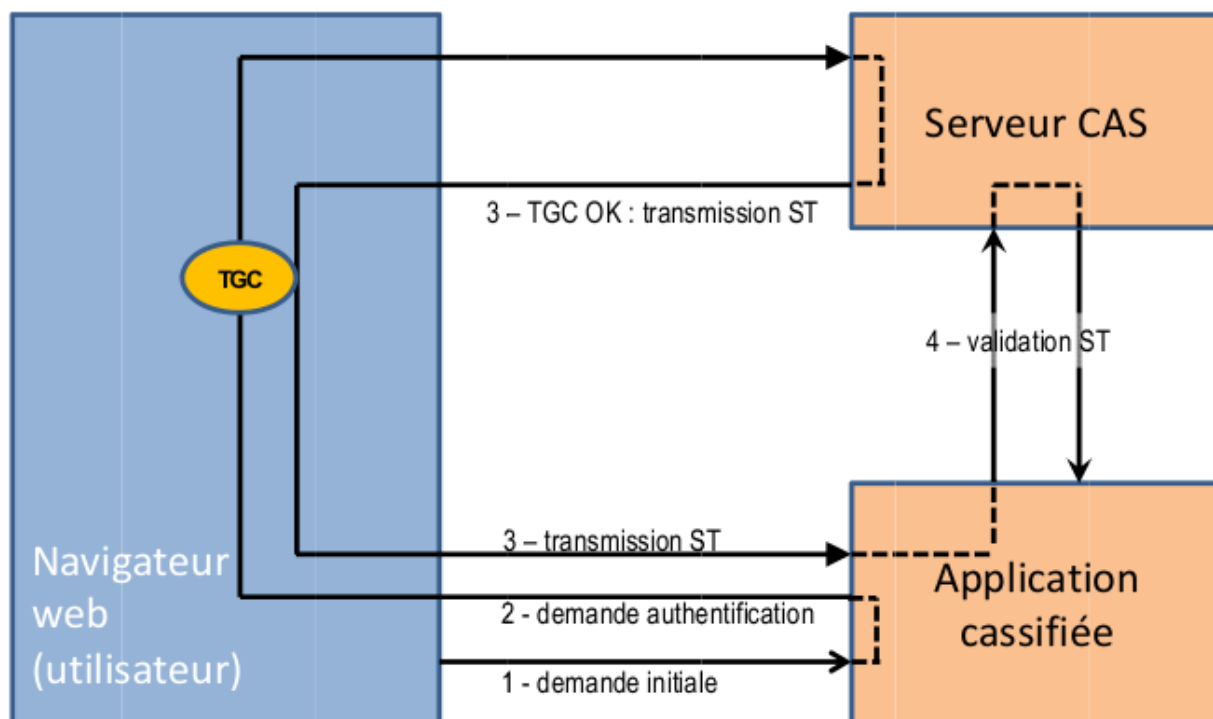 Serveur CAS
3 – TGC OK : transmission ST
TGC
4 – validation ST
3 – transmission ST
Navigateur
web
(utilisateur)
Application
cassifiée
2 - demande authentification
1 - demande initiale